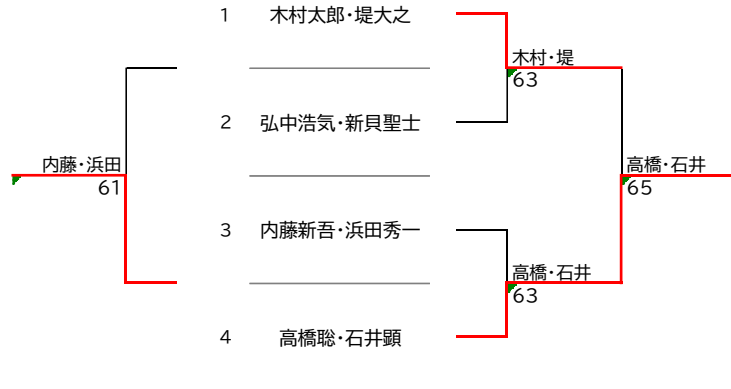 1 木村太郎・堤大之
木村・堤
63
2 弘中浩気・新貝聖士
内藤・浜田
61
高橋・石井
65
3 内藤新吾・浜田秀一
高橋・石井
63
4 高橋聡・石井顕